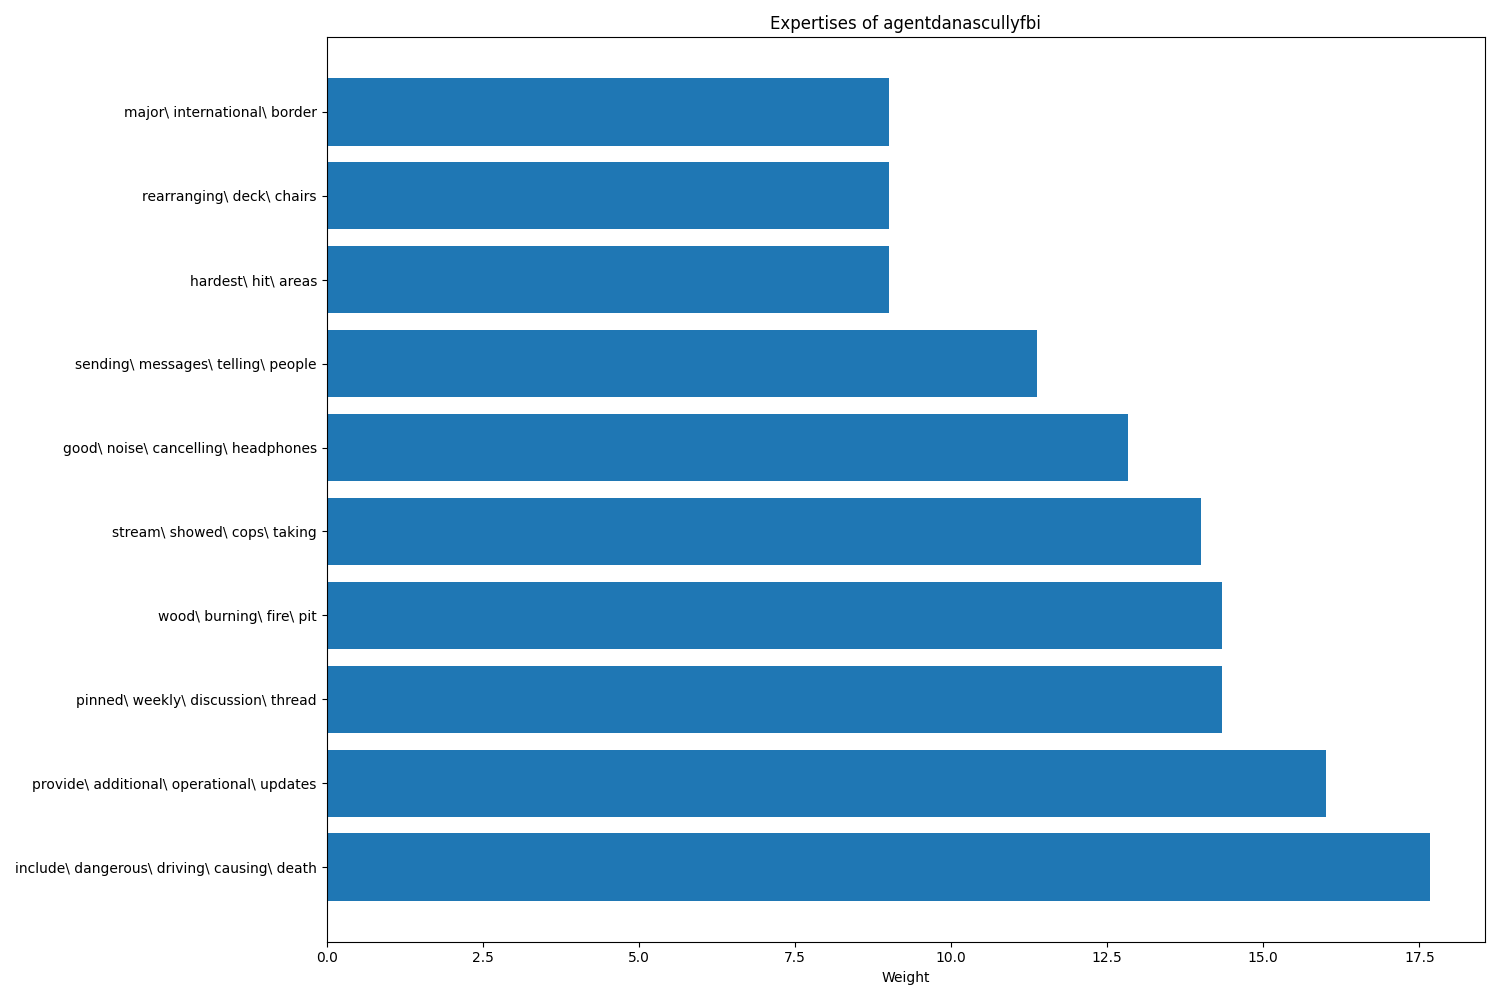 Expertises of agentdanascullyfbi
major\ international\ border
rearranging\ deck\ chairs
hardest\ hit\ areas
sending\ messages\ telling\ people
good\ noise\ cancelling\ headphones
stream\ showed\ cops\ taking
wood\ burning\ fire\ pit
pinned\ weekly\ discussion\ thread
provide\ additional\ operational\ updates
include\ dangerous\ driving\ causing\ death
0.0 2.5 5.0 7.5 10.0 12.5 15.0 17.5
Weight